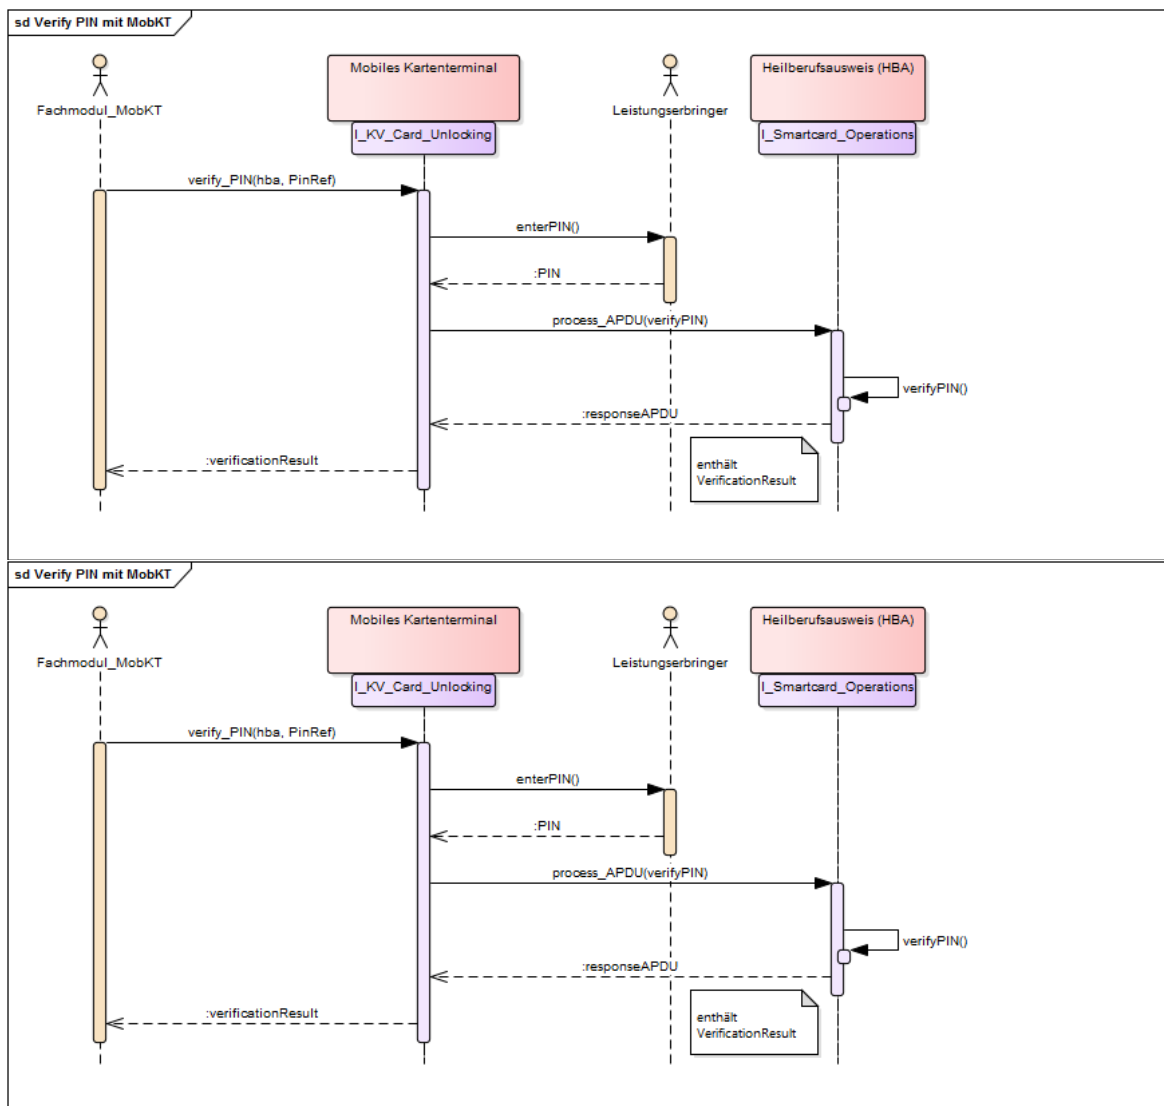 sd Verify PIN mit MobKT
Mobiles Kartenterminal
Heilberufsausweis (HBA)
Fachmodul_MobKT
Leistungserbringer
I_KV_Card_Unlocking
I_Smartcard_Operations
verify_PIN(hba, PinRef)
enterPIN()
:PIN
process_APDU(verifyPIN)
verifyPIN()
:responseAPDU
:verificationResult
enthält
VerificationResult
sd Verify PIN mit MobKT
Mobiles Kartenterminal
Heilberufsausweis (HBA)
Fachmodul_MobKT
Leistungserbringer
I_KV_Card_Unlocking
I_Smartcard_Operations
verify_PIN(hba, PinRef)
enterPIN()
:PIN
process_APDU(verifyPIN)
verifyPIN()
:responseAPDU
:verificationResult
enthält
VerificationResult